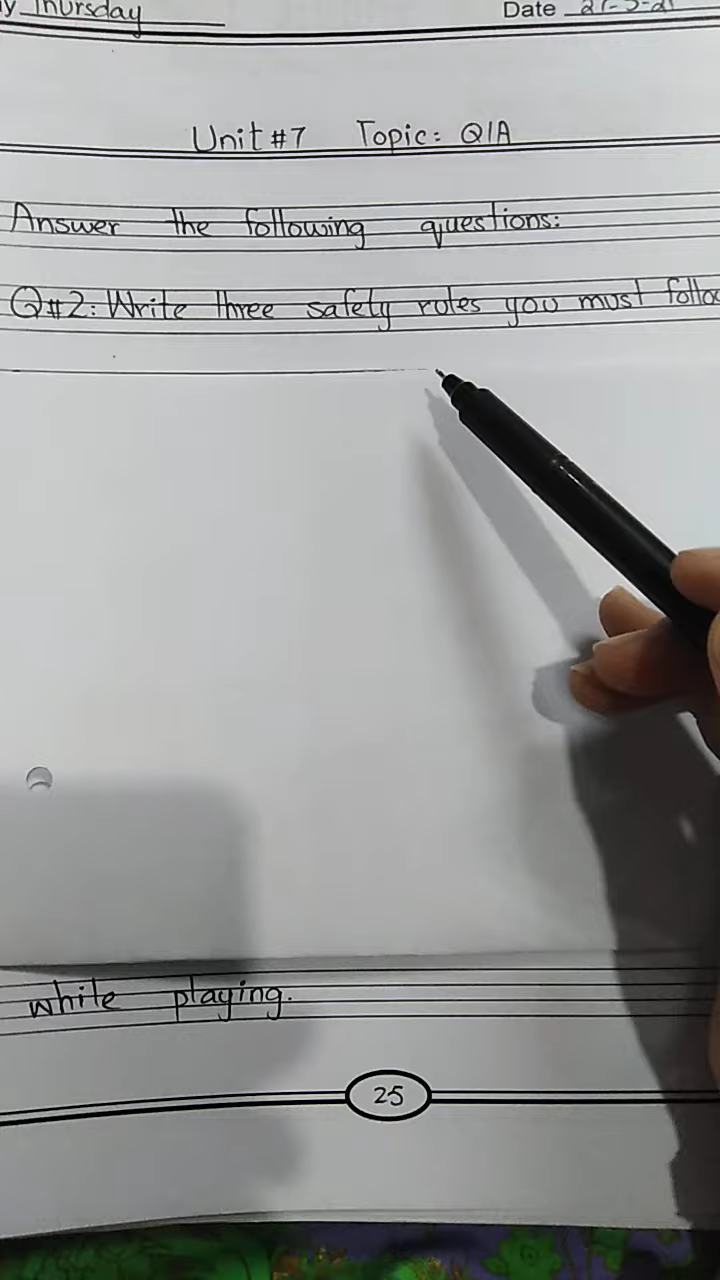 Thursday Date
Unit #7 Topic: Q/A
Answer the following questions:
Q#2: Write three safety rules you must
while playing.
25